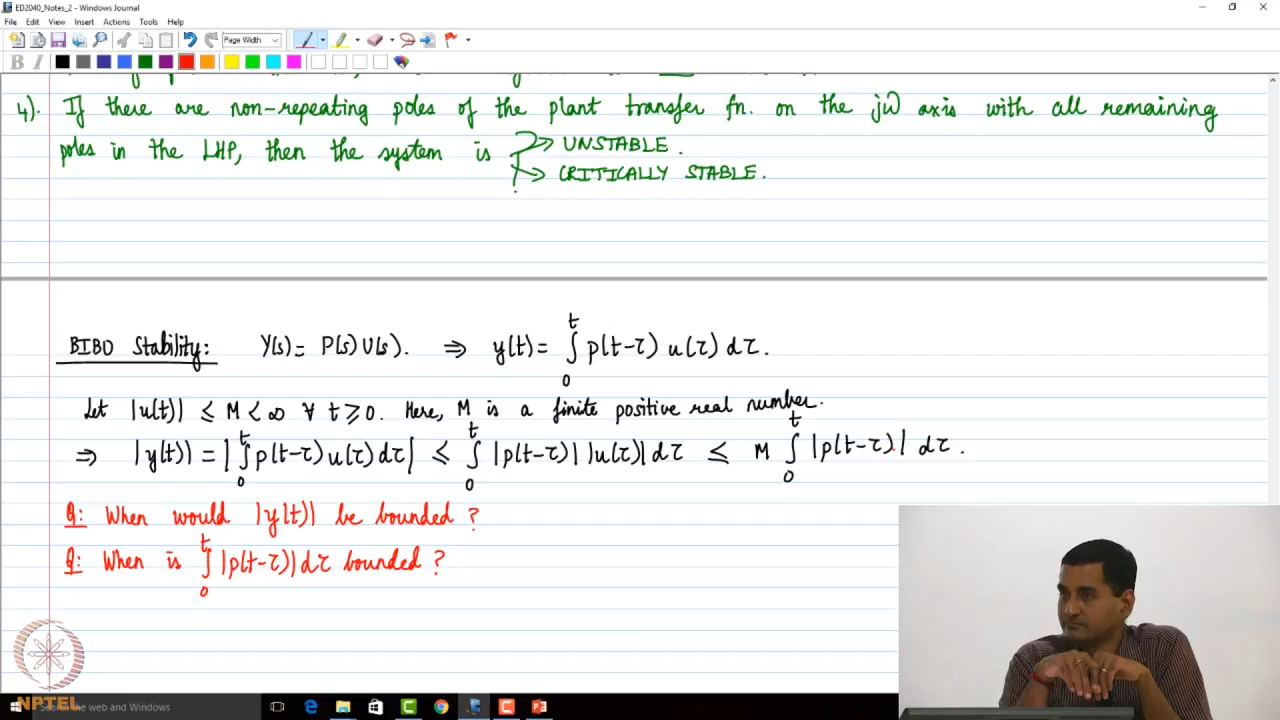 ED2040_Notes_2 - Windows Journal
File Edit View Insert Actions Tools Help
Page Width
B I
4). If there are non-repeating poles of the plant transfer fn. on the jω axis with all remaining
poles in the LHP, then the system is → UNSTABLE.
→ CRITICALLY STABLE.
BIBO Stability: Y(s) = P(s) U(s). ⇒ y(t) = ∫₀ᵗ p(t-τ) u(τ) dτ.
Let |u(t)| ≤ M < ∞ ∀ t ≥ 0. Here, M is a finite positive real number.
⇒ |y(t)| = |∫₀ᵗ p(t-τ) u(τ) dτ| ≤ ∫₀ᵗ |p(t-τ)| |u(τ)| dτ ≤ M ∫₀ᵗ |p(t-τ)| dτ.
Q: When would |y(t)| be bounded?
Q: When is ∫₀ᵗ |p(t-τ)| dτ bounded?
NPTEL
Search the web and Windows